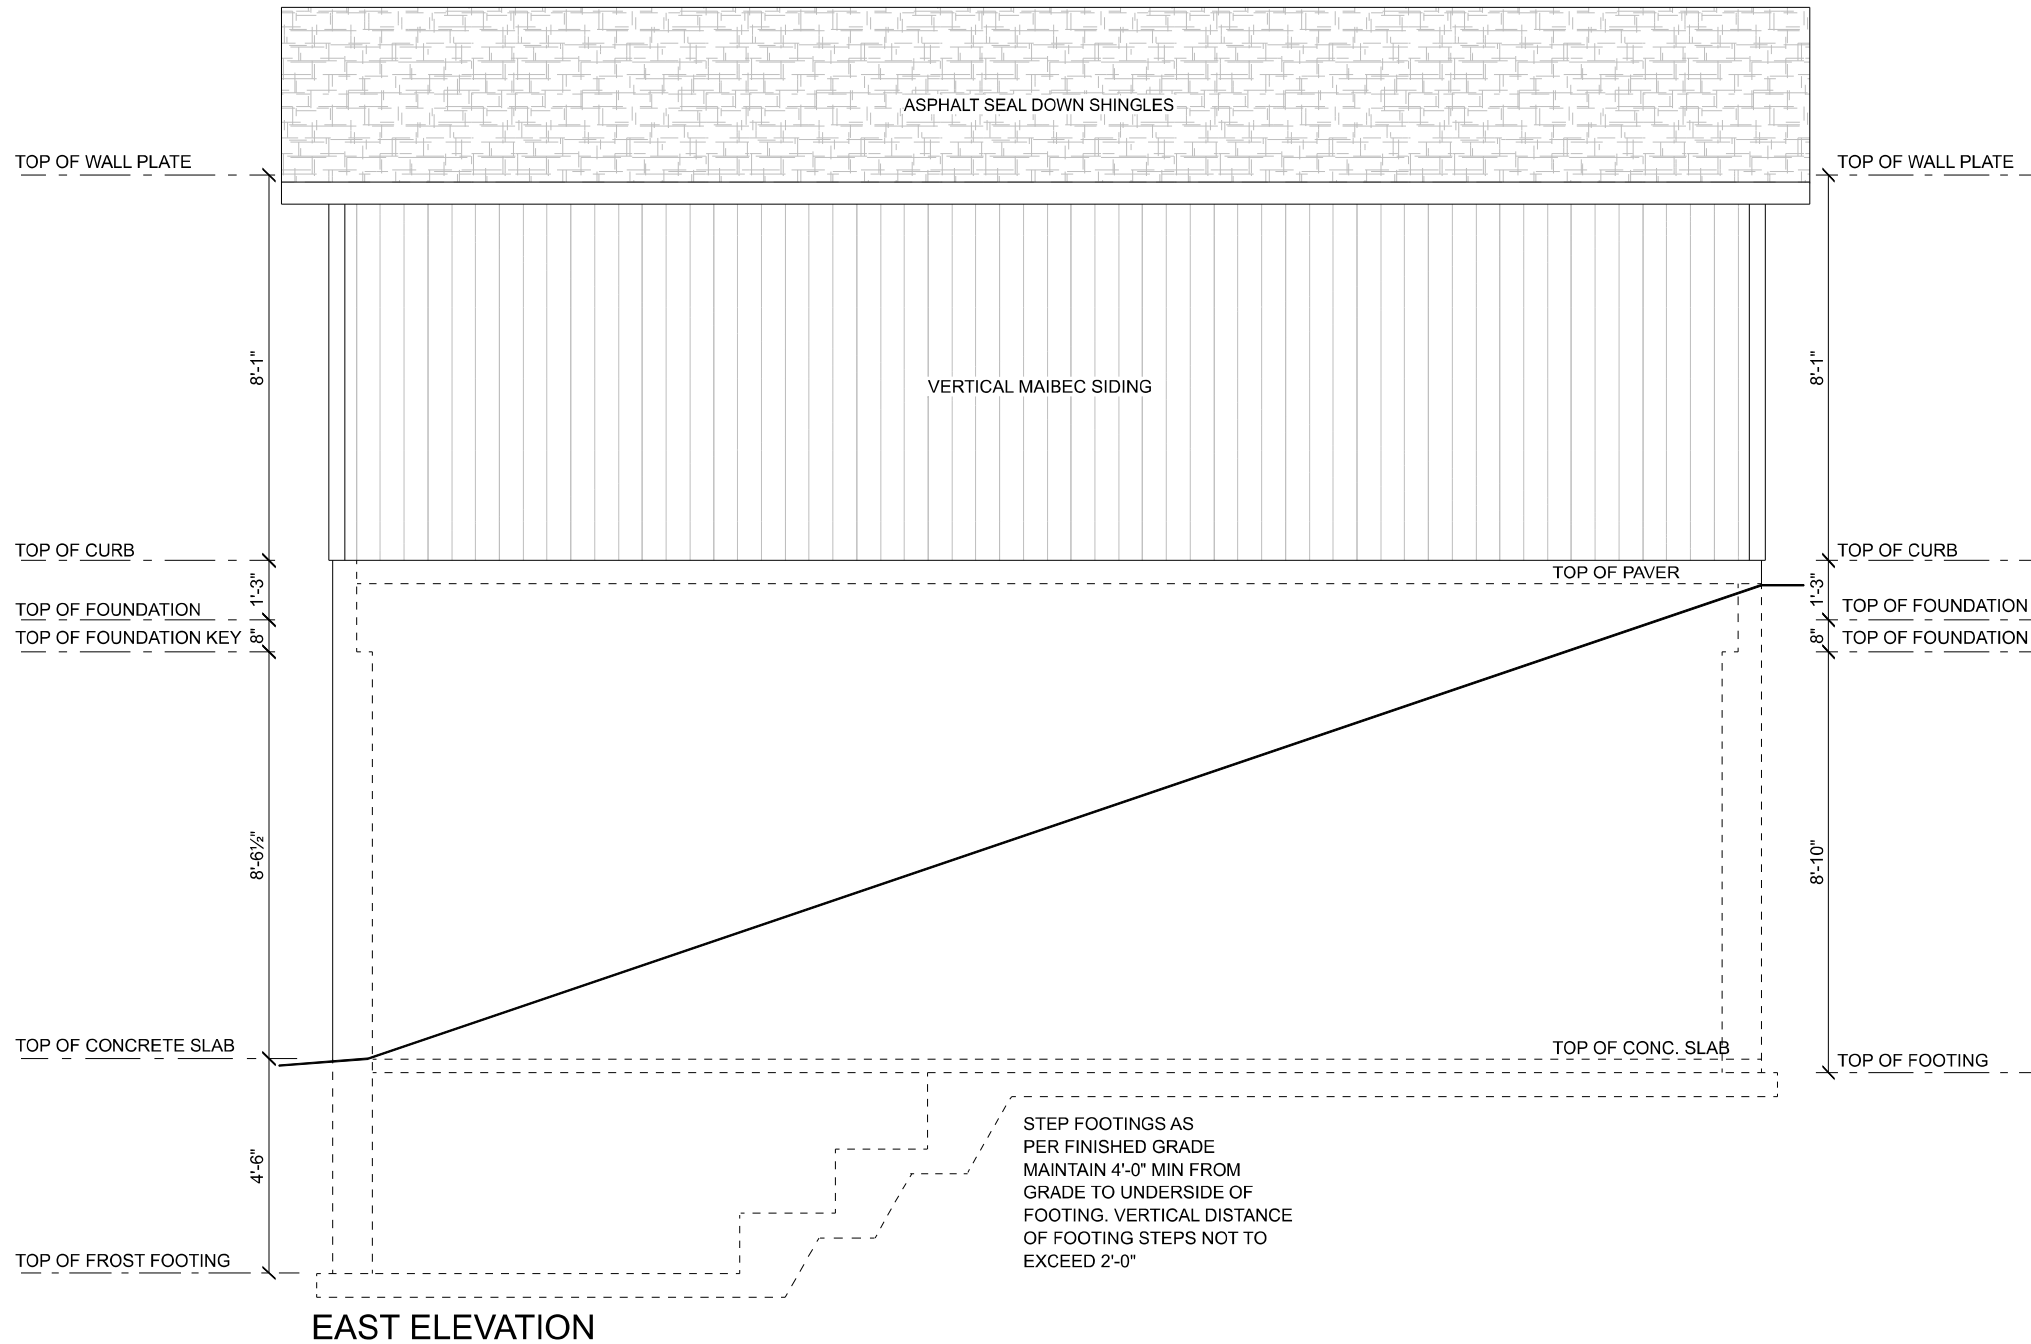 ASPHALT SEAL DOWN SHINGLES
TOP OF WALL PLATE
TOP OF WALL PLATE
8'-1"
8'-1"
VERTICAL MAIBEC SIDING
TOP OF CURB
TOP OF CURB
TOP OF PAVER
1'-3"
1'-3"
TOP OF FOUNDATION
TOP OF FOUNDATION
TOP OF FOUNDATION KEY
8"
8"
TOP OF FOUNDATION
8'-6½"
8'-10"
TOP OF CONCRETE SLAB
TOP OF CONC. SLAB
TOP OF FOOTING
STEP FOOTINGS AS
PER FINISHED GRADE
MAINTAIN 4'-0" MIN FROM
GRADE TO UNDERSIDE OF
FOOTING. VERTICAL DISTANCE
OF FOOTING STEPS NOT TO
EXCEED 2'-0"
4'-6"
TOP OF FROST FOOTING
EAST ELEVATION